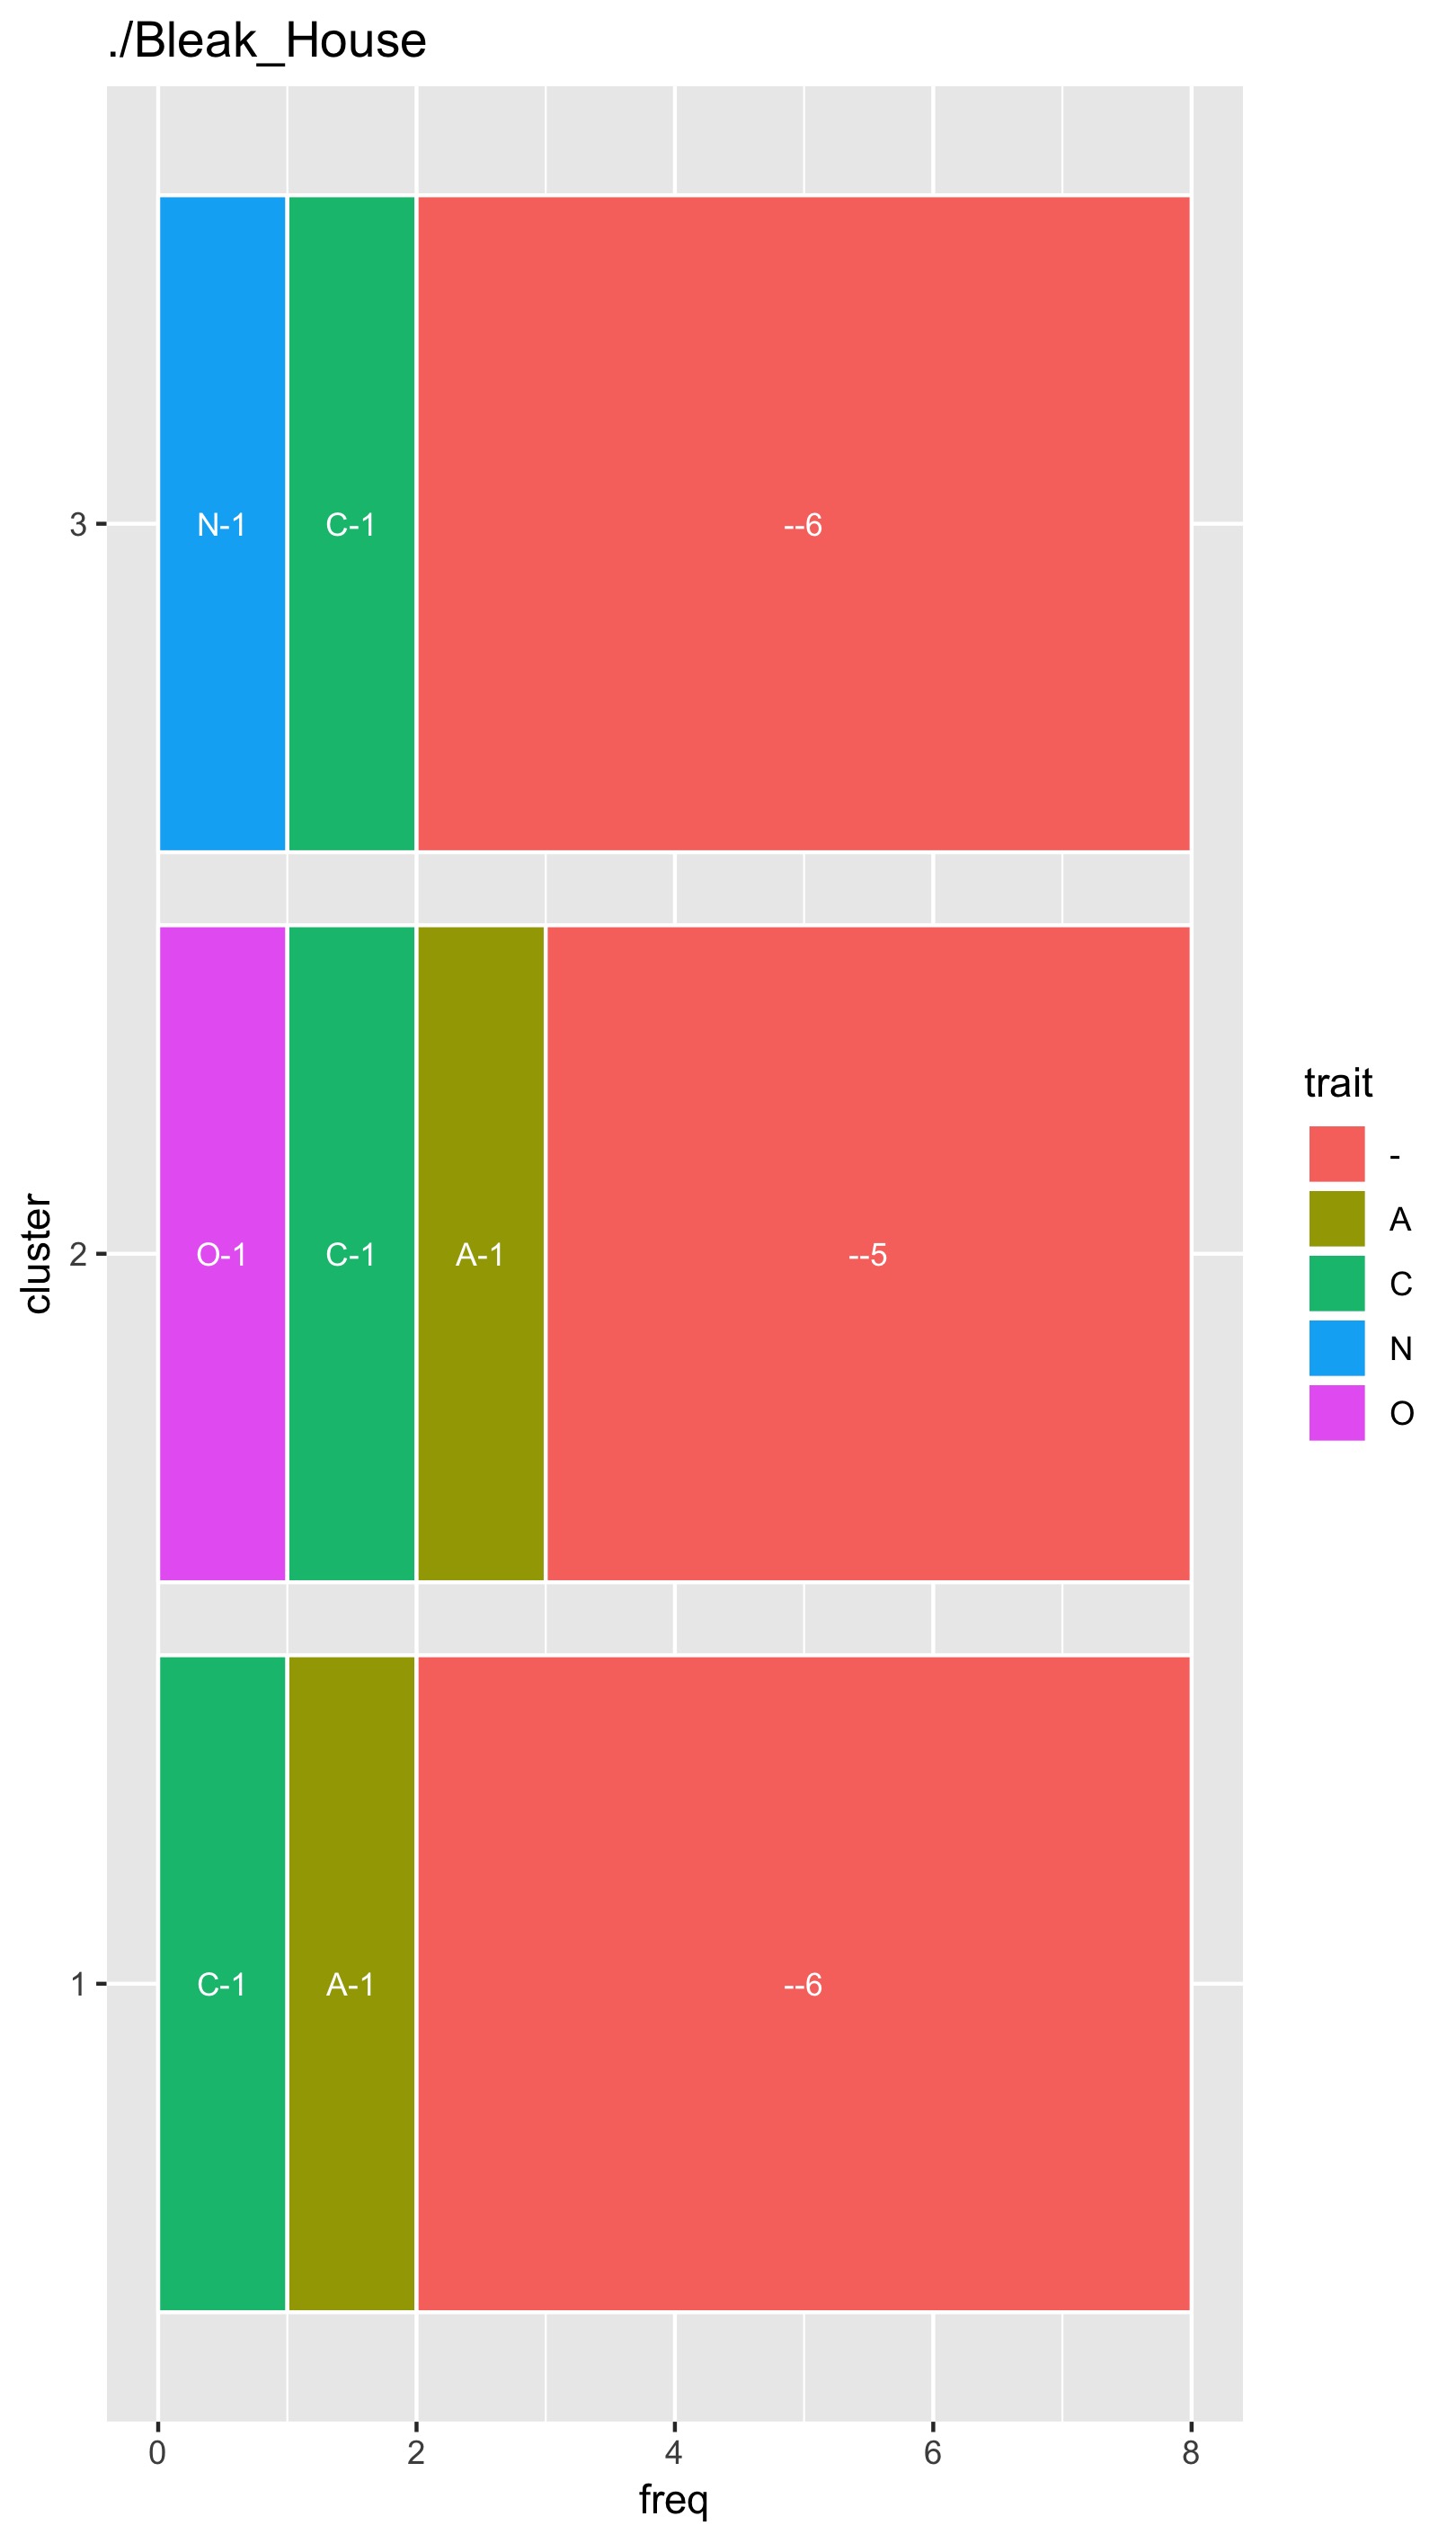 ./Bleak_House
cluster
3
N-1
C-1
--6
2
O-1
C-1
A-1
--5
1
C-1
A-1
--6
0
2
4
6
8
freq
trait
-
A
C
N
O